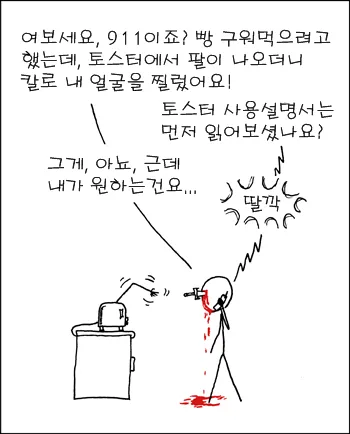 여보세요, 911이죠? 빵 구워먹으려고
했는데, 토스터에서 팔이 나오더니
칼로 내 얼굴을 찔렀어요!
토스터 사용설명서는
먼저 읽어보셨나요?
그게, 아뇨, 근데
내가 원하는건요...
딸깍